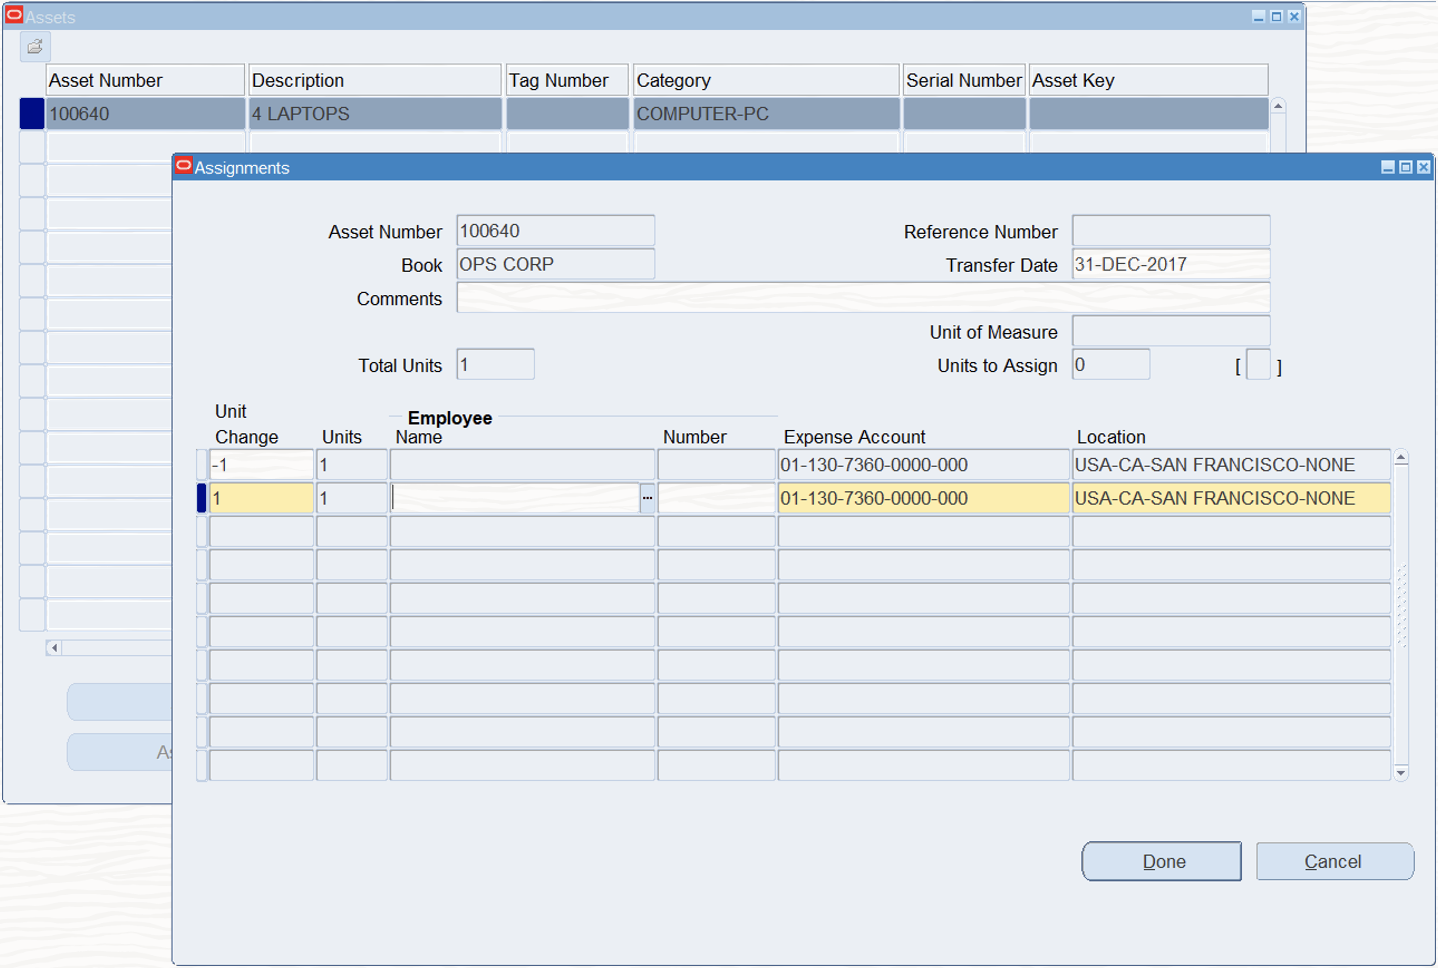 Assets
Asset Number Description Tag Number Category Serial Number Asset Key
100640 4 LAPTOPS COMPUTER-PC
Assignments
Asset Number 100640 Reference Number
Book OPS CORP Transfer Date 31-DEC-2017
Comments
Unit of Measure
Total Units 1 Units to Assign 0 [ ]
Unit Employee
Change Units Name Number Expense Account Location
-1 1 01-130-7360-0000-000 USA-CA-SAN FRANCISCO-NONE
1 1 ... 01-130-7360-0000-000 USA-CA-SAN FRANCISCO-NONE
Done Cancel